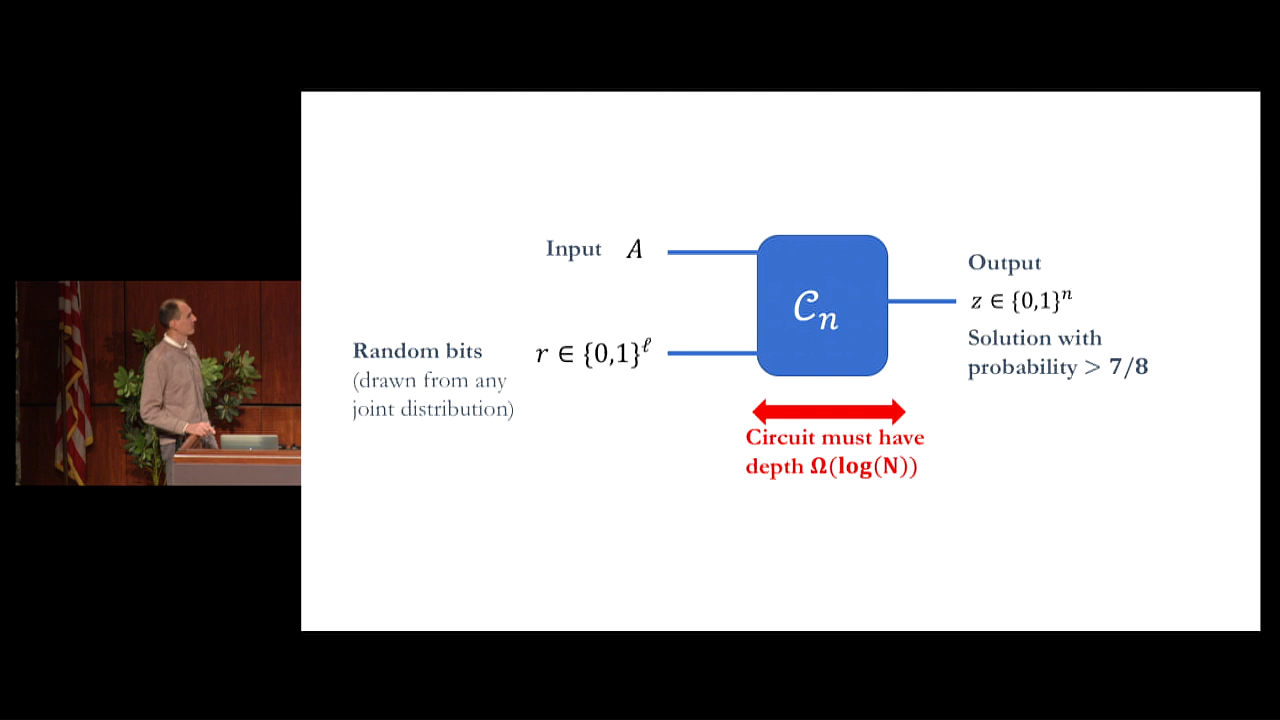 Input A
Random bits r ∈ {0,1}^ℓ
(drawn from any
joint distribution)
𝒞ₙ
Output
z ∈ {0,1}ⁿ
Solution with
probability > 7/8
Circuit must have
depth Ω(log(N))